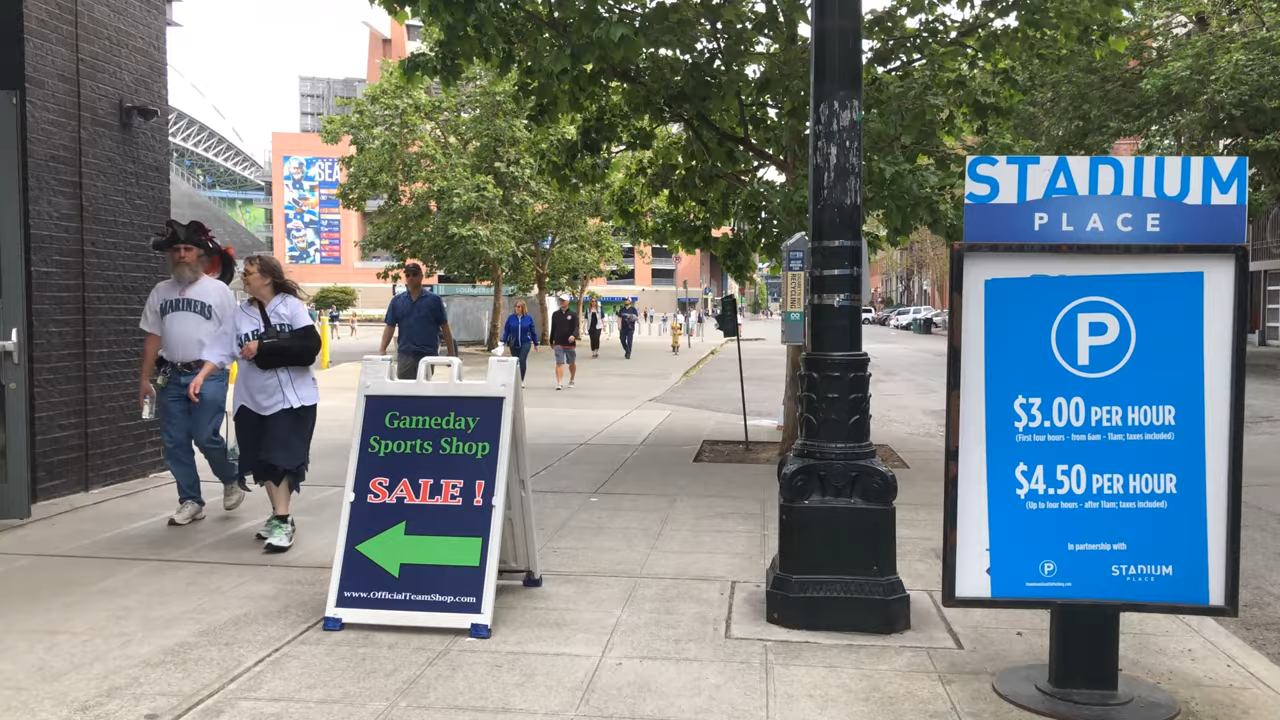 SEA
MARINERS
Gameday
Sports Shop
SALE !
www.OfficialTeamShop.com
RECYCLING
STADIUM
PLACE
P
$3.00 PER HOUR
(First four hours - from 6am - 11am; taxes included)
$4.50 PER HOUR
(Up to four hours - after 11am; taxes included)
In partnership with
P
STADIUM
PLACE